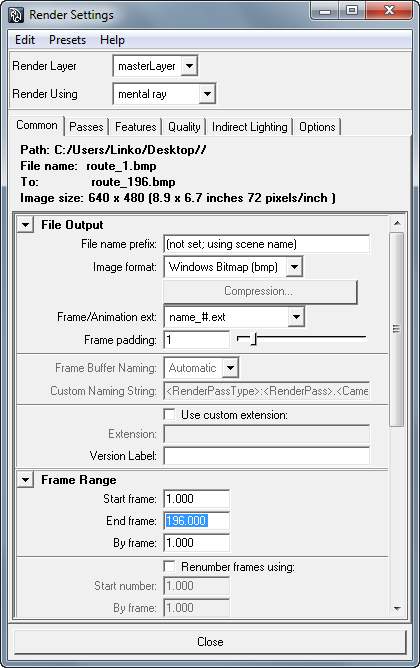 Render Settings
Edit Presets Help
Render Layer masterLayer
Render Using mental ray
Common Passes Features Quality Indirect Lighting Options
Path: C:/Users/Linko/Desktop//
File name: route_1.bmp
To: route_196.bmp
Image size: 640 x 480 (8.9 x 6.7 inches 72 pixels/inch )
File Output
File name prefix: (not set; using scene name)
Image format: Windows Bitmap (bmp)
Compression...
Frame/Animation ext: name_#.ext
Frame padding: 1
Frame Buffer Naming: Automatic
Custom Naming String: <RenderPassType>:<RenderPass>.<Came
Use custom extension:
Extension:
Version Label:
Frame Range
Start frame: 1.000
End frame: 196.000
By frame: 1.000
Renumber frames using:
Start number: 1.000
By frame: 1.000
Close